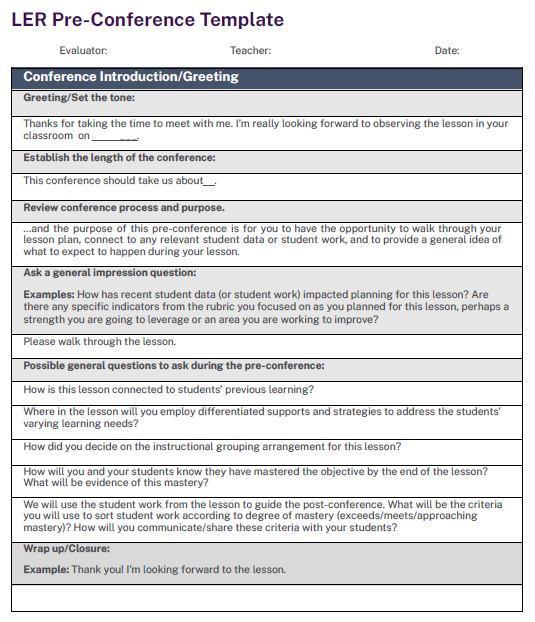 LER Pre-Conference Template
Evaluator: Teacher: Date:
Conference Introduction/Greeting
Greeting/Set the tone:
Thanks for taking the time to meet with me. I'm really looking forward to observing the lesson in your
classroom on _________.
Establish the length of the conference:
This conference should take us about__.
Review conference process and purpose.
...and the purpose of this pre-conference is for you to have the opportunity to walk through your
lesson plan, connect to any relevant student data or student work, and to provide a general idea of
what to expect to happen during your lesson.
Ask a general impression question:
Examples: How has recent student data (or student work) impacted planning for this lesson? Are
there any specific indicators from the rubric you focused on as you planned for this lesson, perhaps a
strength you are going to leverage or an area you are working to improve?
Please walk through the lesson.
Possible general questions to ask during the pre-conference:
How is this lesson connected to students' previous learning?
Where in the lesson will you employ differentiated supports and strategies to address the students'
varying learning needs?
How did you decide on the instructional grouping arrangement for this lesson?
How will you and your students know they have mastered the objective by the end of the lesson?
What will be evidence of this mastery?
We will use the student work from the lesson to guide the post-conference. What will be the criteria
you will use to sort student work according to degree of mastery (exceeds/meets/approaching
mastery)? How will you communicate/share these criteria with your students?
Wrap up/Closure:
Example: Thank you! I'm looking forward to the lesson.